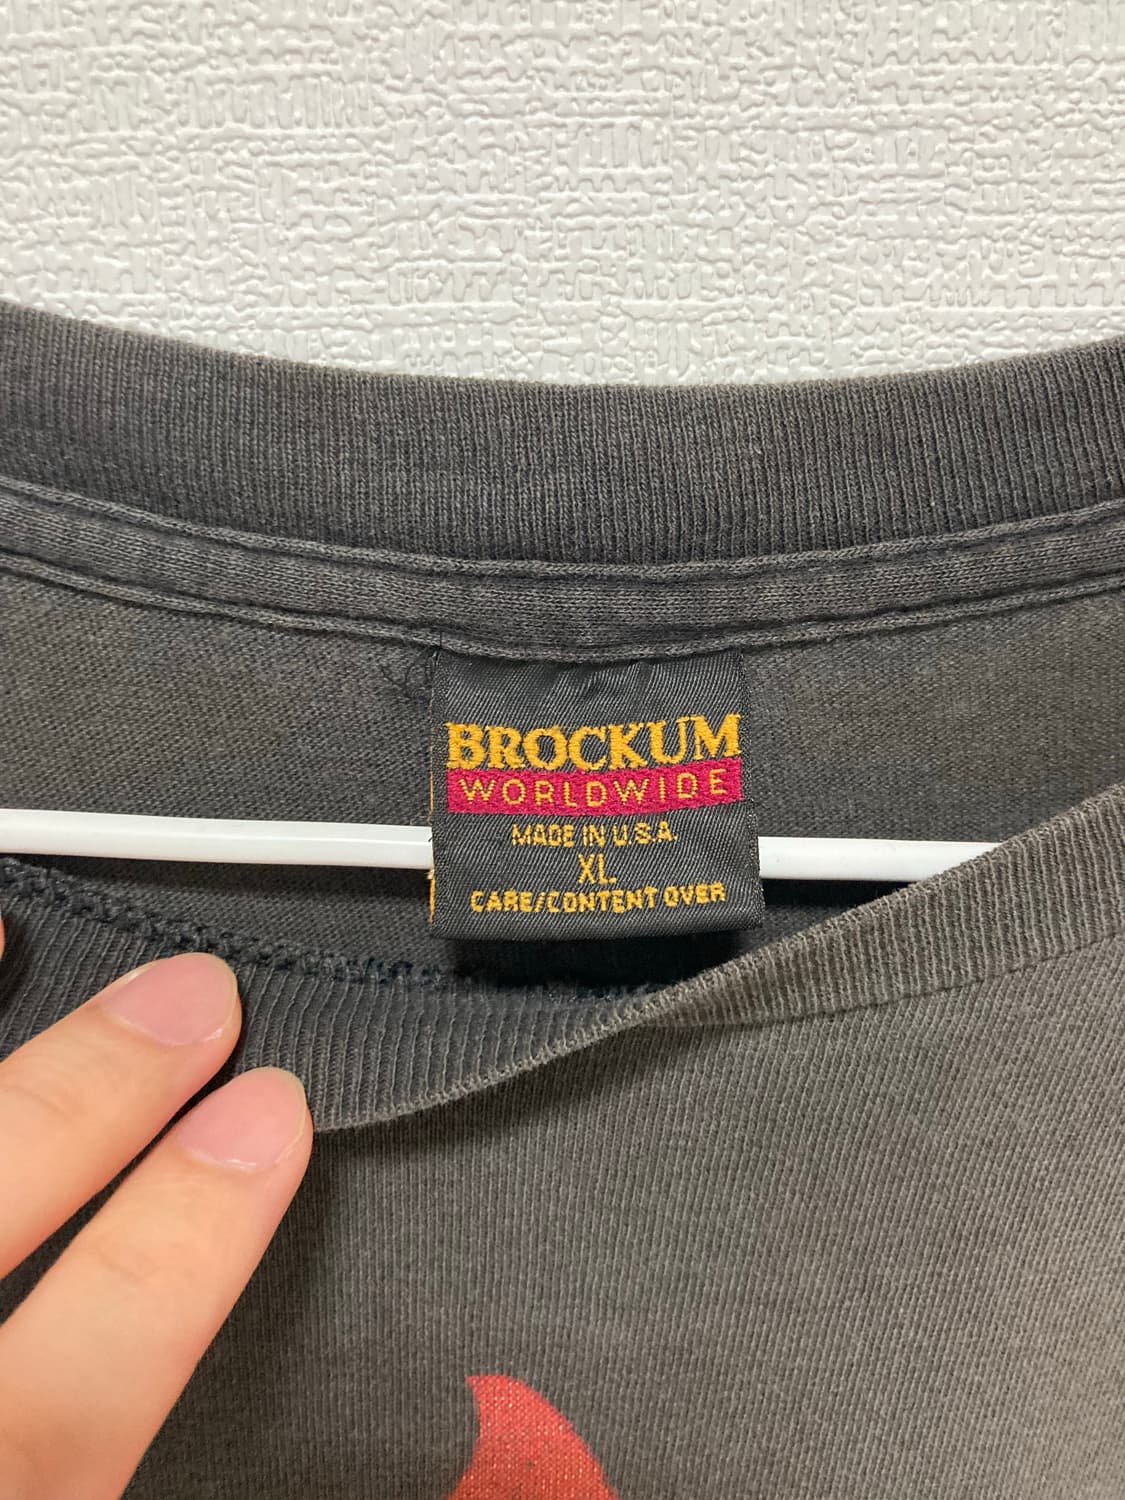 BROCKUM
WORLDWIDE
MADE IN U.S.A.
XL
CARE/CONTENT OVER